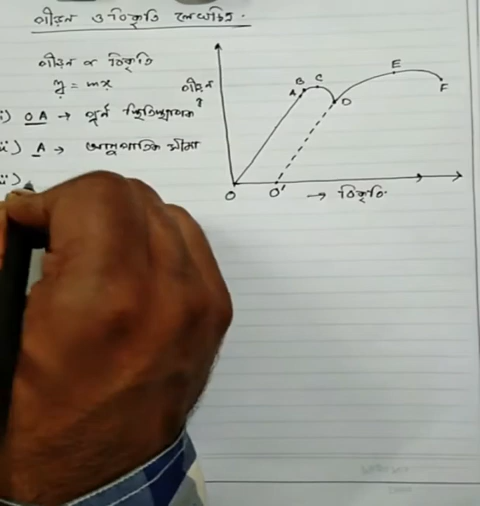 পীড়ন ও বিকৃতি লেখচিত্র.
পীড়ন ∝ বিকৃতি
y = mx
i) OA → পূর্ন স্থিতিস্থাপক
ii) A → আনুপাতিক সীমা
iii)
পীড়ন
y
A
B
C
D
E
F
O
O'
→ বিকৃতি.